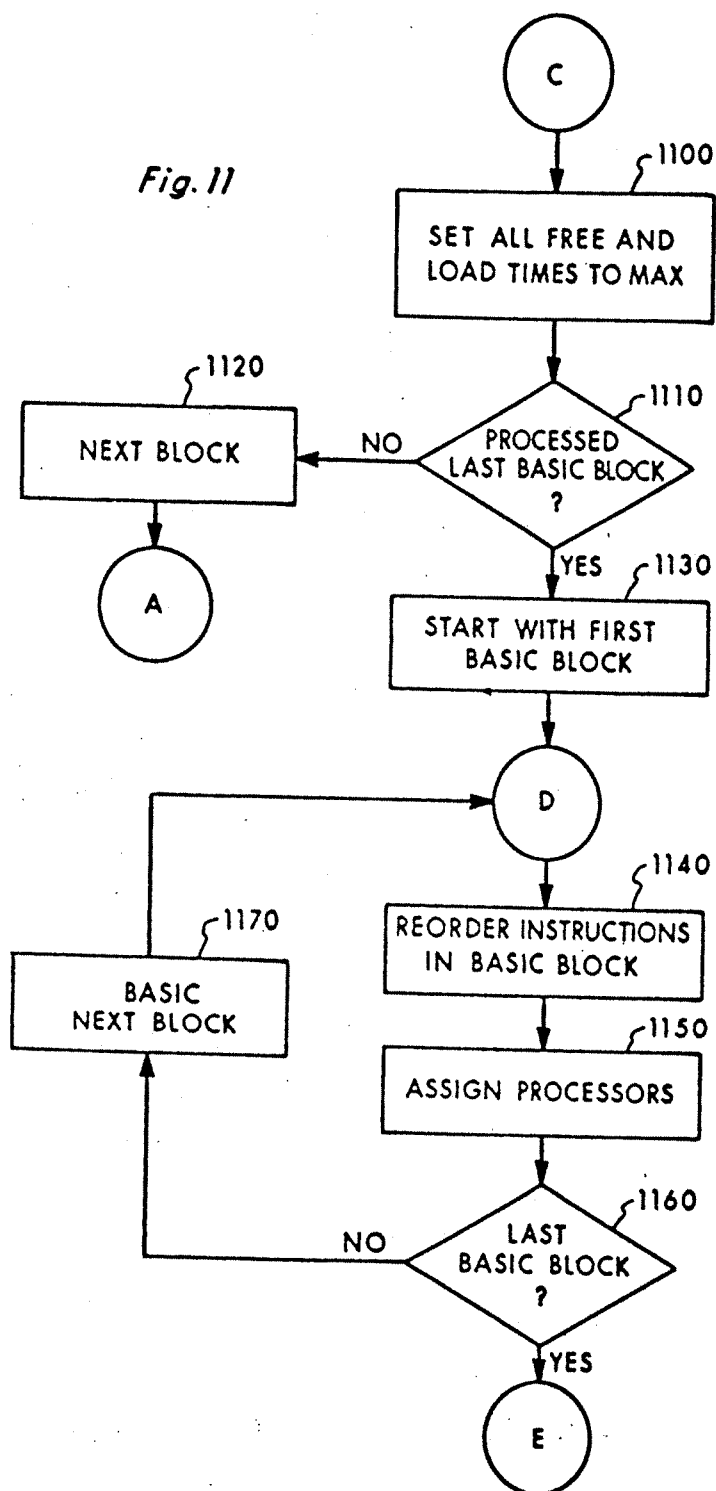 C
Fig. 11
1100
SET ALL FREE AND
LOAD TIMES TO MAX
1120
NEXT BLOCK
1110
PROCESSED
LAST BASIC BLOCK
?
NO
A
YES
1130
START WITH FIRST
BASIC BLOCK
D
1140
REORDER INSTRUCTIONS
IN BASIC BLOCK
1170
BASIC
NEXT BLOCK
1150
ASSIGN PROCESSORS
1160
LAST
BASIC BLOCK
?
NO
YES
E